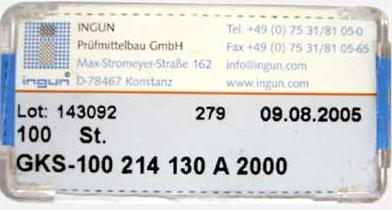 INGUN Tel. +49 (0) 75 31/81 05-0
Prüfmittelbau GmbH Fax +49 (0) 75 31/81 05-65
Max-Stromeyer-Straße 162 info@ingun.com
ingun D-78467 Konstanz www.ingun.com
Lot: 143092 279 09.08.2005
100 St.
GKS-100 214 130 A 2000